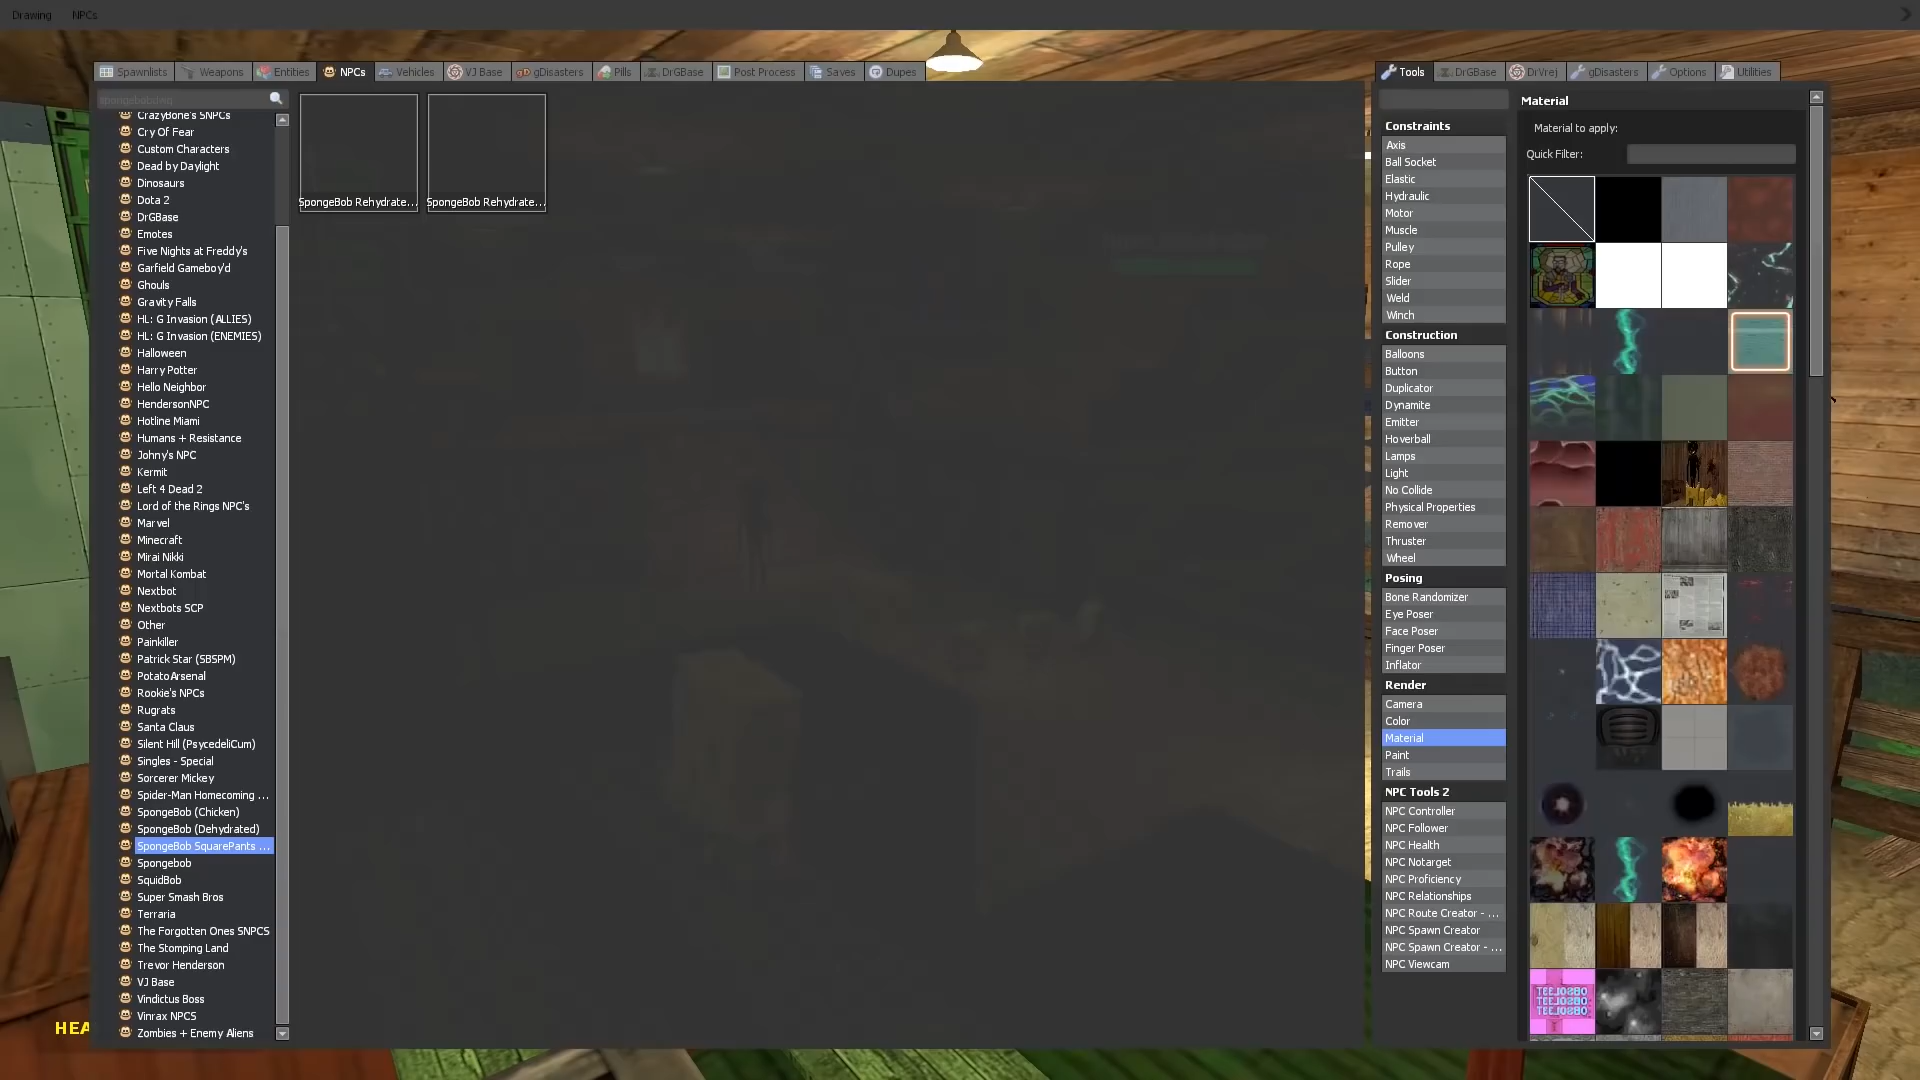 Drawing NPCs
Spawnlists Weapons Entities NPCs Vehicles VJ Base gDisasters Pills DrGBase Post Process Saves Dupes
Tools DrGBase DrVrej gDisasters Options Utilities
CrazyBone's SNPCs
Cry Of Fear
Custom Characters
Dead by Daylight
Dinosaurs
Dota 2
DrGBase
Emotes
Five Nights at Freddy's
Garfield Gameboy'd
Ghouls
Gravity Falls
HL: G Invasion (ALLIES)
HL: G Invasion (ENEMIES)
Halloween
Harry Potter
Hello Neighbor
HendersonNPC
Hotline Miami
Humans + Resistance
Johny's NPC
Kermit
Left 4 Dead 2
Lord of the Rings NPC's
Marvel
Minecraft
Mirai Nikki
Mortal Kombat
Nextbot
Nextbots SCP
Other
Painkiller
Patrick Star (SBSPM)
PotatoArsenal
Rookie's NPCs
Rugrats
Santa Claus
Silent Hill (PsycedeliCum)
Singles - Special
Sorcerer Mickey
Spider-Man Homecoming ...
SpongeBob (Chicken)
SpongeBob (Dehydrated)
SpongeBob SquarePants ...
Spongebob
SquidBob
Super Smash Bros
Terraria
The Forgotten Ones SNPCS
The Stomping Land
Trevor Henderson
VJ Base
Vindictus Boss
Vinrax NPCS
Zombies + Enemy Aliens
HEA
SpongeBob Rehydrate... SpongeBob Rehydrate...
Constraints
Axis
Ball Socket
Elastic
Hydraulic
Motor
Muscle
Pulley
Rope
Slider
Weld
Winch
Construction
Balloons
Button
Duplicator
Dynamite
Emitter
Hoverball
Lamps
Light
No Collide
Physical Properties
Remover
Thruster
Wheel
Posing
Bone Randomizer
Eye Poser
Face Poser
Finger Poser
Inflator
Render
Camera
Color
Material
Paint
Trails
NPC Tools 2
NPC Controller
NPC Follower
NPC Health
NPC Notarget
NPC Proficiency
NPC Relationships
NPC Route Creator - ...
NPC Spawn Creator
NPC Spawn Creator - ...
NPC Viewcam
Material
Material to apply:
Quick Filter: